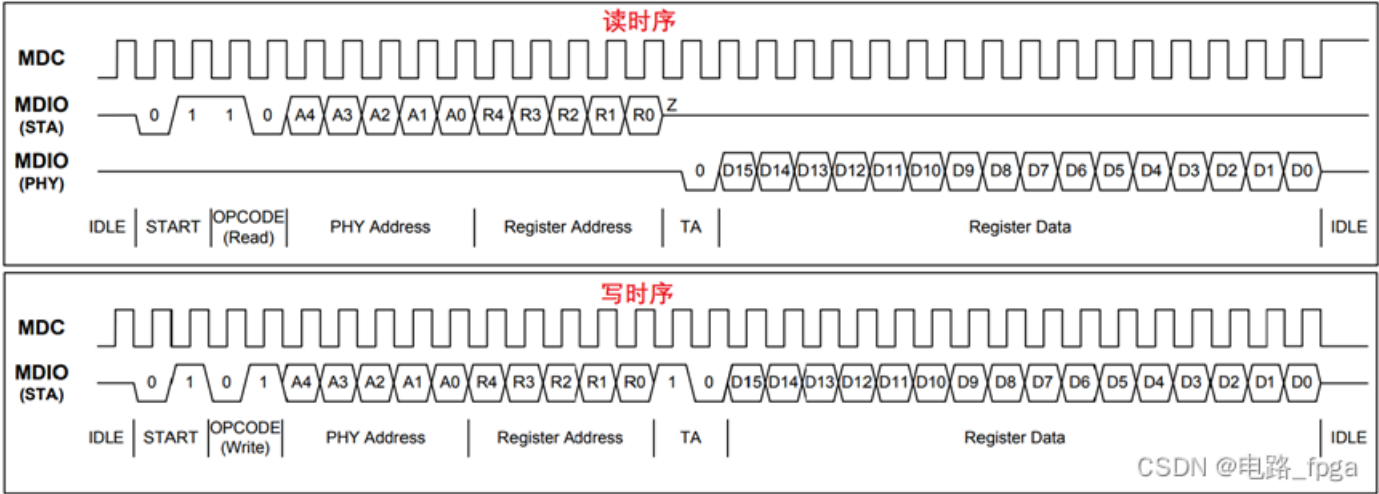 读时序
MDC
MDIO
(STA)
0 1 1 0 A4 A3 A2 A1 A0 R4 R3 R2 R1 R0 Z
MDIO
(PHY)
0 D15 D14 D13 D12 D11 D10 D9 D8 D7 D6 D5 D4 D3 D2 D1 D0
IDLE START OPCODE (Read) PHY Address Register Address TA Register Data IDLE
写时序
MDC
MDIO
(STA)
0 1 0 1 A4 A3 A2 A1 A0 R4 R3 R2 R1 R0 1 0 D15 D14 D13 D12 D11 D10 D9 D8 D7 D6 D5 D4 D3 D2 D1 D0
IDLE START OPCODE (Write) PHY Address Register Address TA Register Data IDLE
CSDN @电路_fpga